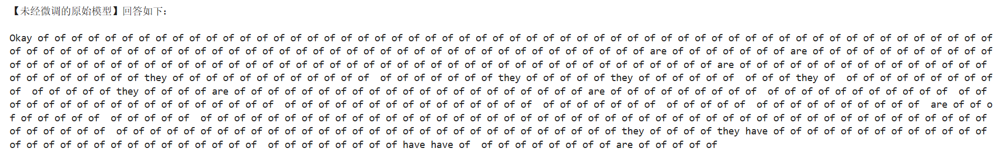 【未经微调的原始模型】回答如下：
Okay of of of of of of of of of of of of of of of of of of of of of of of of of of of of of of of of of of of of of of of of of of of of of of of of of of of of of of of of of
of of of of of of of of of of of of of of of of of of of of of of of of of of of of of of of of of of of of of of are of of of of of of of are of of of of of of of of of of of
of of of of of of of of of of of of of of of of of of of of of of of of of of of of of of of of of of of of of of of of of of are of of of of of of of of of of of of of of of
of of of of of of of of they of of of of of of of of of of of of  of of of of of of of they of of of of of they of of of of of of  of of of they of  of of of of of of of of of
of  of of of of of they of of of of are of of of of of of of of of of of of of of of of of of of of of are of of of of of of of of of  of of of of of of of of of of of  of of
of of of of of of of of of of of of of of of of  of of of of of of of of of of of of of of of  of of of of of of of  of of of of of  of of of of of of of of of of  are of of o
f of of of of of  of of of of of  of of of of of of of of of of of of of of of of of of of of of of of of of of of of of of of of of of of of of of of of of of of of of of of
of of of of of of  of of of of of of of of of of of of of of of of of of of of of of of of of of of of of of they of of of of they have of of of of of of of of of of of of of
of of of of of of of of of of of of of of of  of of of of of of of of have have of  of of of of of of of of are of of of of of